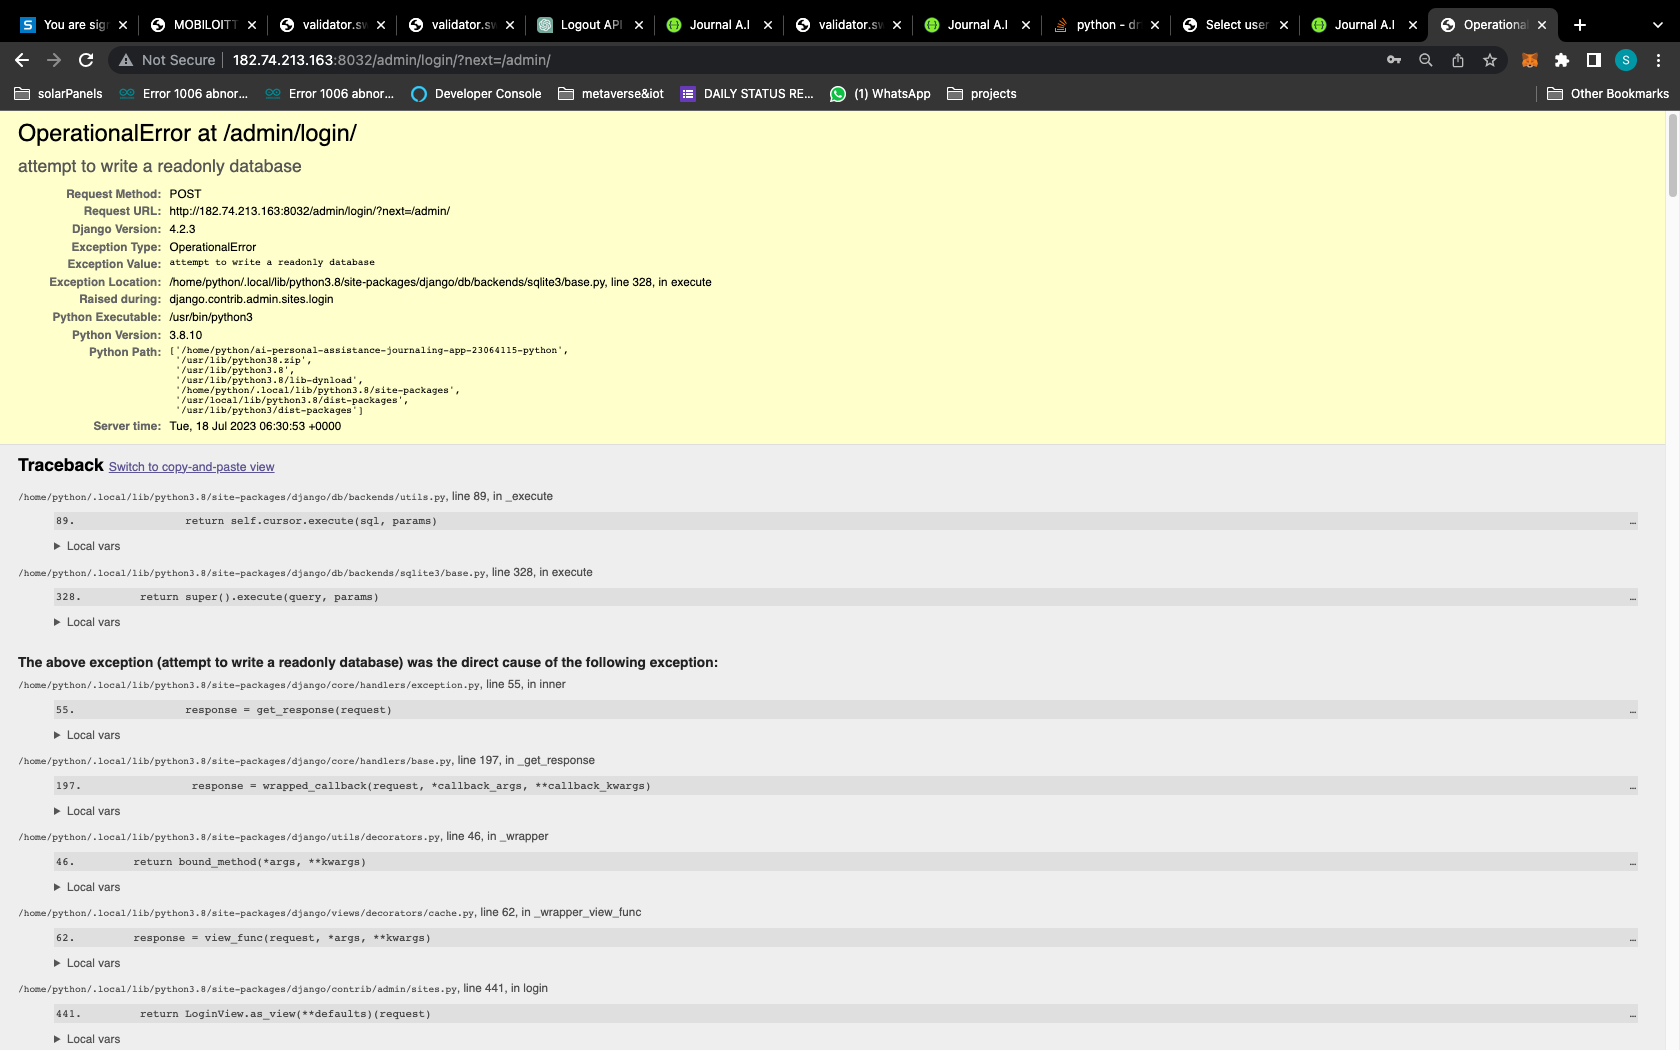 You are sig
MOBILOITT
validator.sw
validator.sw
Logout API
Journal A.I
validator.sw
Journal A.I
python - dr
Select user
Journal A.I
Operational
Not Secure
182.74.213.163:8032/admin/login/?next=/admin/
S
solarPanels
Error 1006 abnor...
Error 1006 abnor...
Developer Console
metaverse&iot
DAILY STATUS RE...
(1) WhatsApp
projects
Other Bookmarks
OperationalError at /admin/login/
attempt to write a readonly database
Request Method: POST
Request URL: http://182.74.213.163:8032/admin/login/?next=/admin/
Django Version: 4.2.3
Exception Type: OperationalError
Exception Value: attempt to write a readonly database
Exception Location: /home/python/.local/lib/python3.8/site-packages/django/db/backends/sqlite3/base.py, line 328, in execute
Raised during: django.contrib.admin.sites.login
Python Executable: /usr/bin/python3
Python Version: 3.8.10
Python Path: ['/home/python/ai-personal-assistance-journaling-app-23064115-python',
'/usr/lib/python38.zip',
'/usr/lib/python3.8',
'/usr/lib/python3.8/lib-dynload',
'/home/python/.local/lib/python3.8/site-packages',
'/usr/local/lib/python3.8/dist-packages',
'/usr/lib/python3/dist-packages']
Server time: Tue, 18 Jul 2023 06:30:53 +0000
Traceback Switch to copy-and-paste view
/home/python/.local/lib/python3.8/site-packages/django/db/backends/utils.py, line 89, in _execute
89. return self.cursor.execute(sql, params) …
▶ Local vars
/home/python/.local/lib/python3.8/site-packages/django/db/backends/sqlite3/base.py, line 328, in execute
328. return super().execute(query, params) …
▶ Local vars
The above exception (attempt to write a readonly database) was the direct cause of the following exception:
/home/python/.local/lib/python3.8/site-packages/django/core/handlers/exception.py, line 55, in inner
55. response = get_response(request) …
▶ Local vars
/home/python/.local/lib/python3.8/site-packages/django/core/handlers/base.py, line 197, in _get_response
197. response = wrapped_callback(request, *callback_args, **callback_kwargs) …
▶ Local vars
/home/python/.local/lib/python3.8/site-packages/django/utils/decorators.py, line 46, in _wrapper
46. return bound_method(*args, **kwargs) …
▶ Local vars
/home/python/.local/lib/python3.8/site-packages/django/views/decorators/cache.py, line 62, in _wrapper_view_func
62. response = view_func(request, *args, **kwargs) …
▶ Local vars
/home/python/.local/lib/python3.8/site-packages/django/contrib/admin/sites.py, line 441, in login
441. return LoginView.as_view(**defaults)(request) …
▶ Local vars